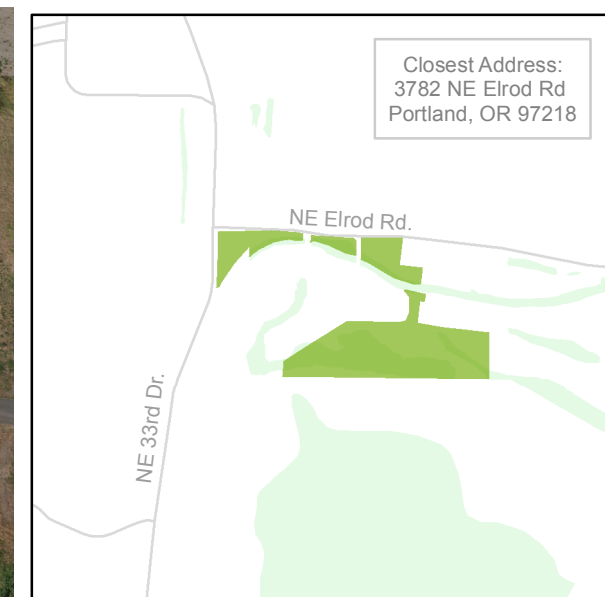 Closest Address:
3782 NE Elrod Rd
Portland, OR 97218
NE Elrod Rd.
NE 33rd Dr.